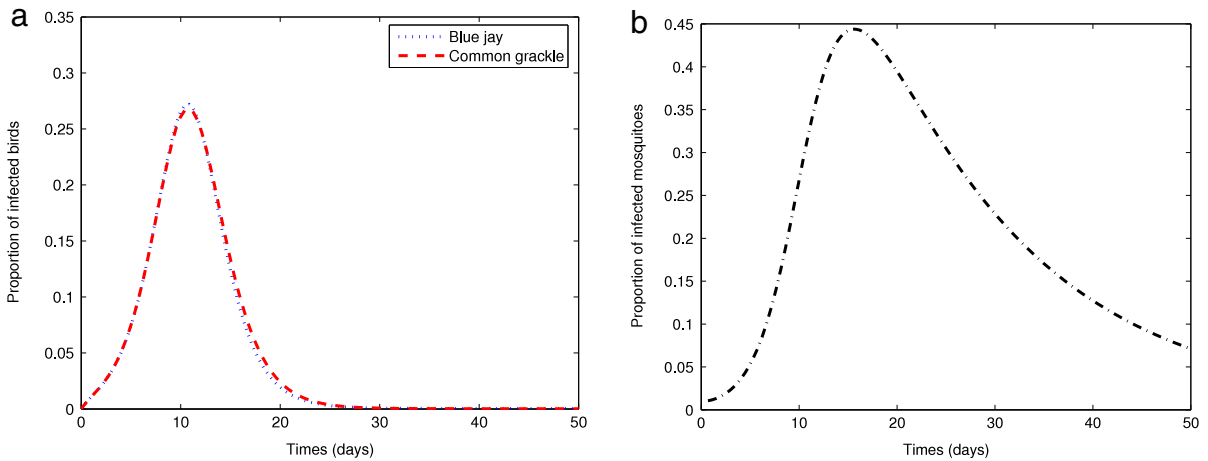 a
0.35
0.3
0.25
0.2
0.15
0.1
0.05
0
Proportion of infected birds
Blue jay
Common grackle
0 10 20 30 40 50
Times (days)
b
0.45
0.4
0.35
0.3
0.25
0.2
0.15
0.1
0.05
0
Proportion of infected mosquitoes
0 10 20 30 40 50
Times (days)